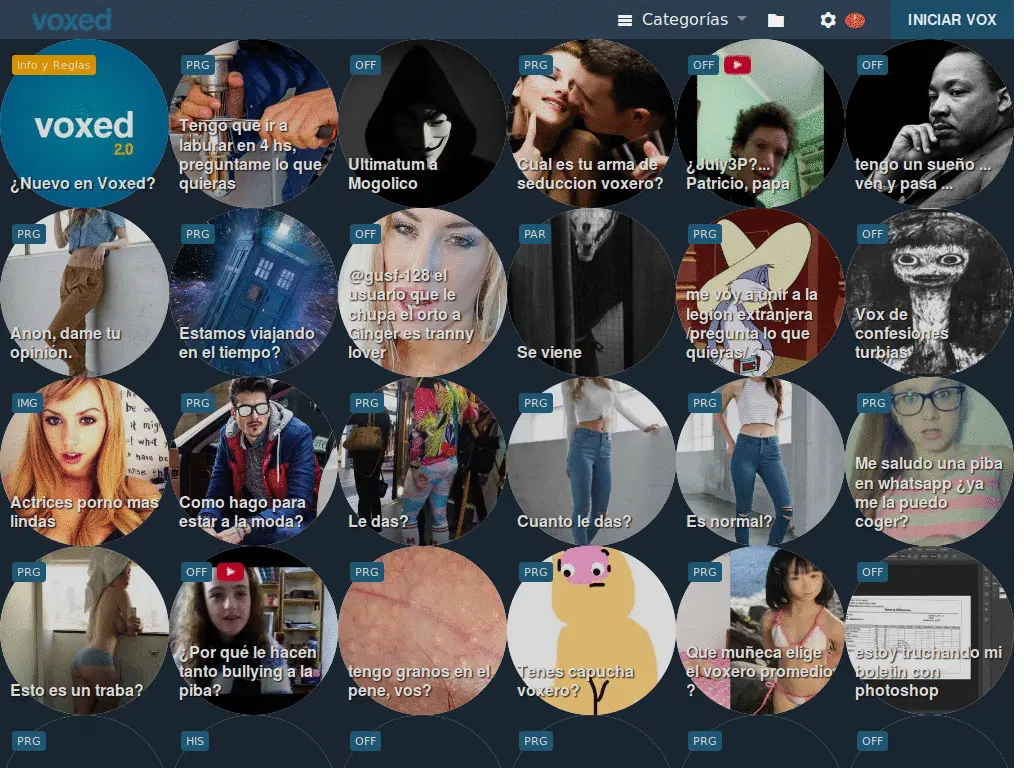 voxed
Categorías
INICIAR VOX
Info y Reglas
voxed
2.0
¿Nuevo en Voxed?
PRG
Tengo que ir a
laburar en 4 hs,
preguntame lo que
quieras
OFF
Ultimatum a
Mogolico
PRG
Cual es tu arma de
seduccion voxero?
OFF
¿July3P?...
Patricio, papa
OFF
tengo un sueño ...
vén y pasa ...
PRG
Anon, dame tu
opinión.
PRG
Estamos viajando
en el tiempo?
OFF
@gusf-128 el
usuario que le
chupa el orto a
Ginger es tranny
lover
PAR
Se viene
PRG
me voy a unir a la
legion extranjera
/pregunta lo que
quieras/
OFF
Vox de
confesiones
turbias
IMG
Actrices porno mas
lindas
PRG
Como hago para
estar a la moda?
PRG
Le das?
PRG
Cuanto le das?
PRG
Es normal?
PRG
Me saludo una piba
en whatsapp ¿ya
me la puedo
coger?
PRG
Esto es un traba?
OFF
¿Por qué le hacen
tanto bullying a la
piba?
PRG
tengo granos en el
pene, vos?
PRG
Tenes capucha
voxero?
PRG
Que muñeca elige
el voxero promedio
?
OFF
estoy truchando mi
boletin con
photoshop
PRG
HIS
OFF
PRG
PRG
OFF